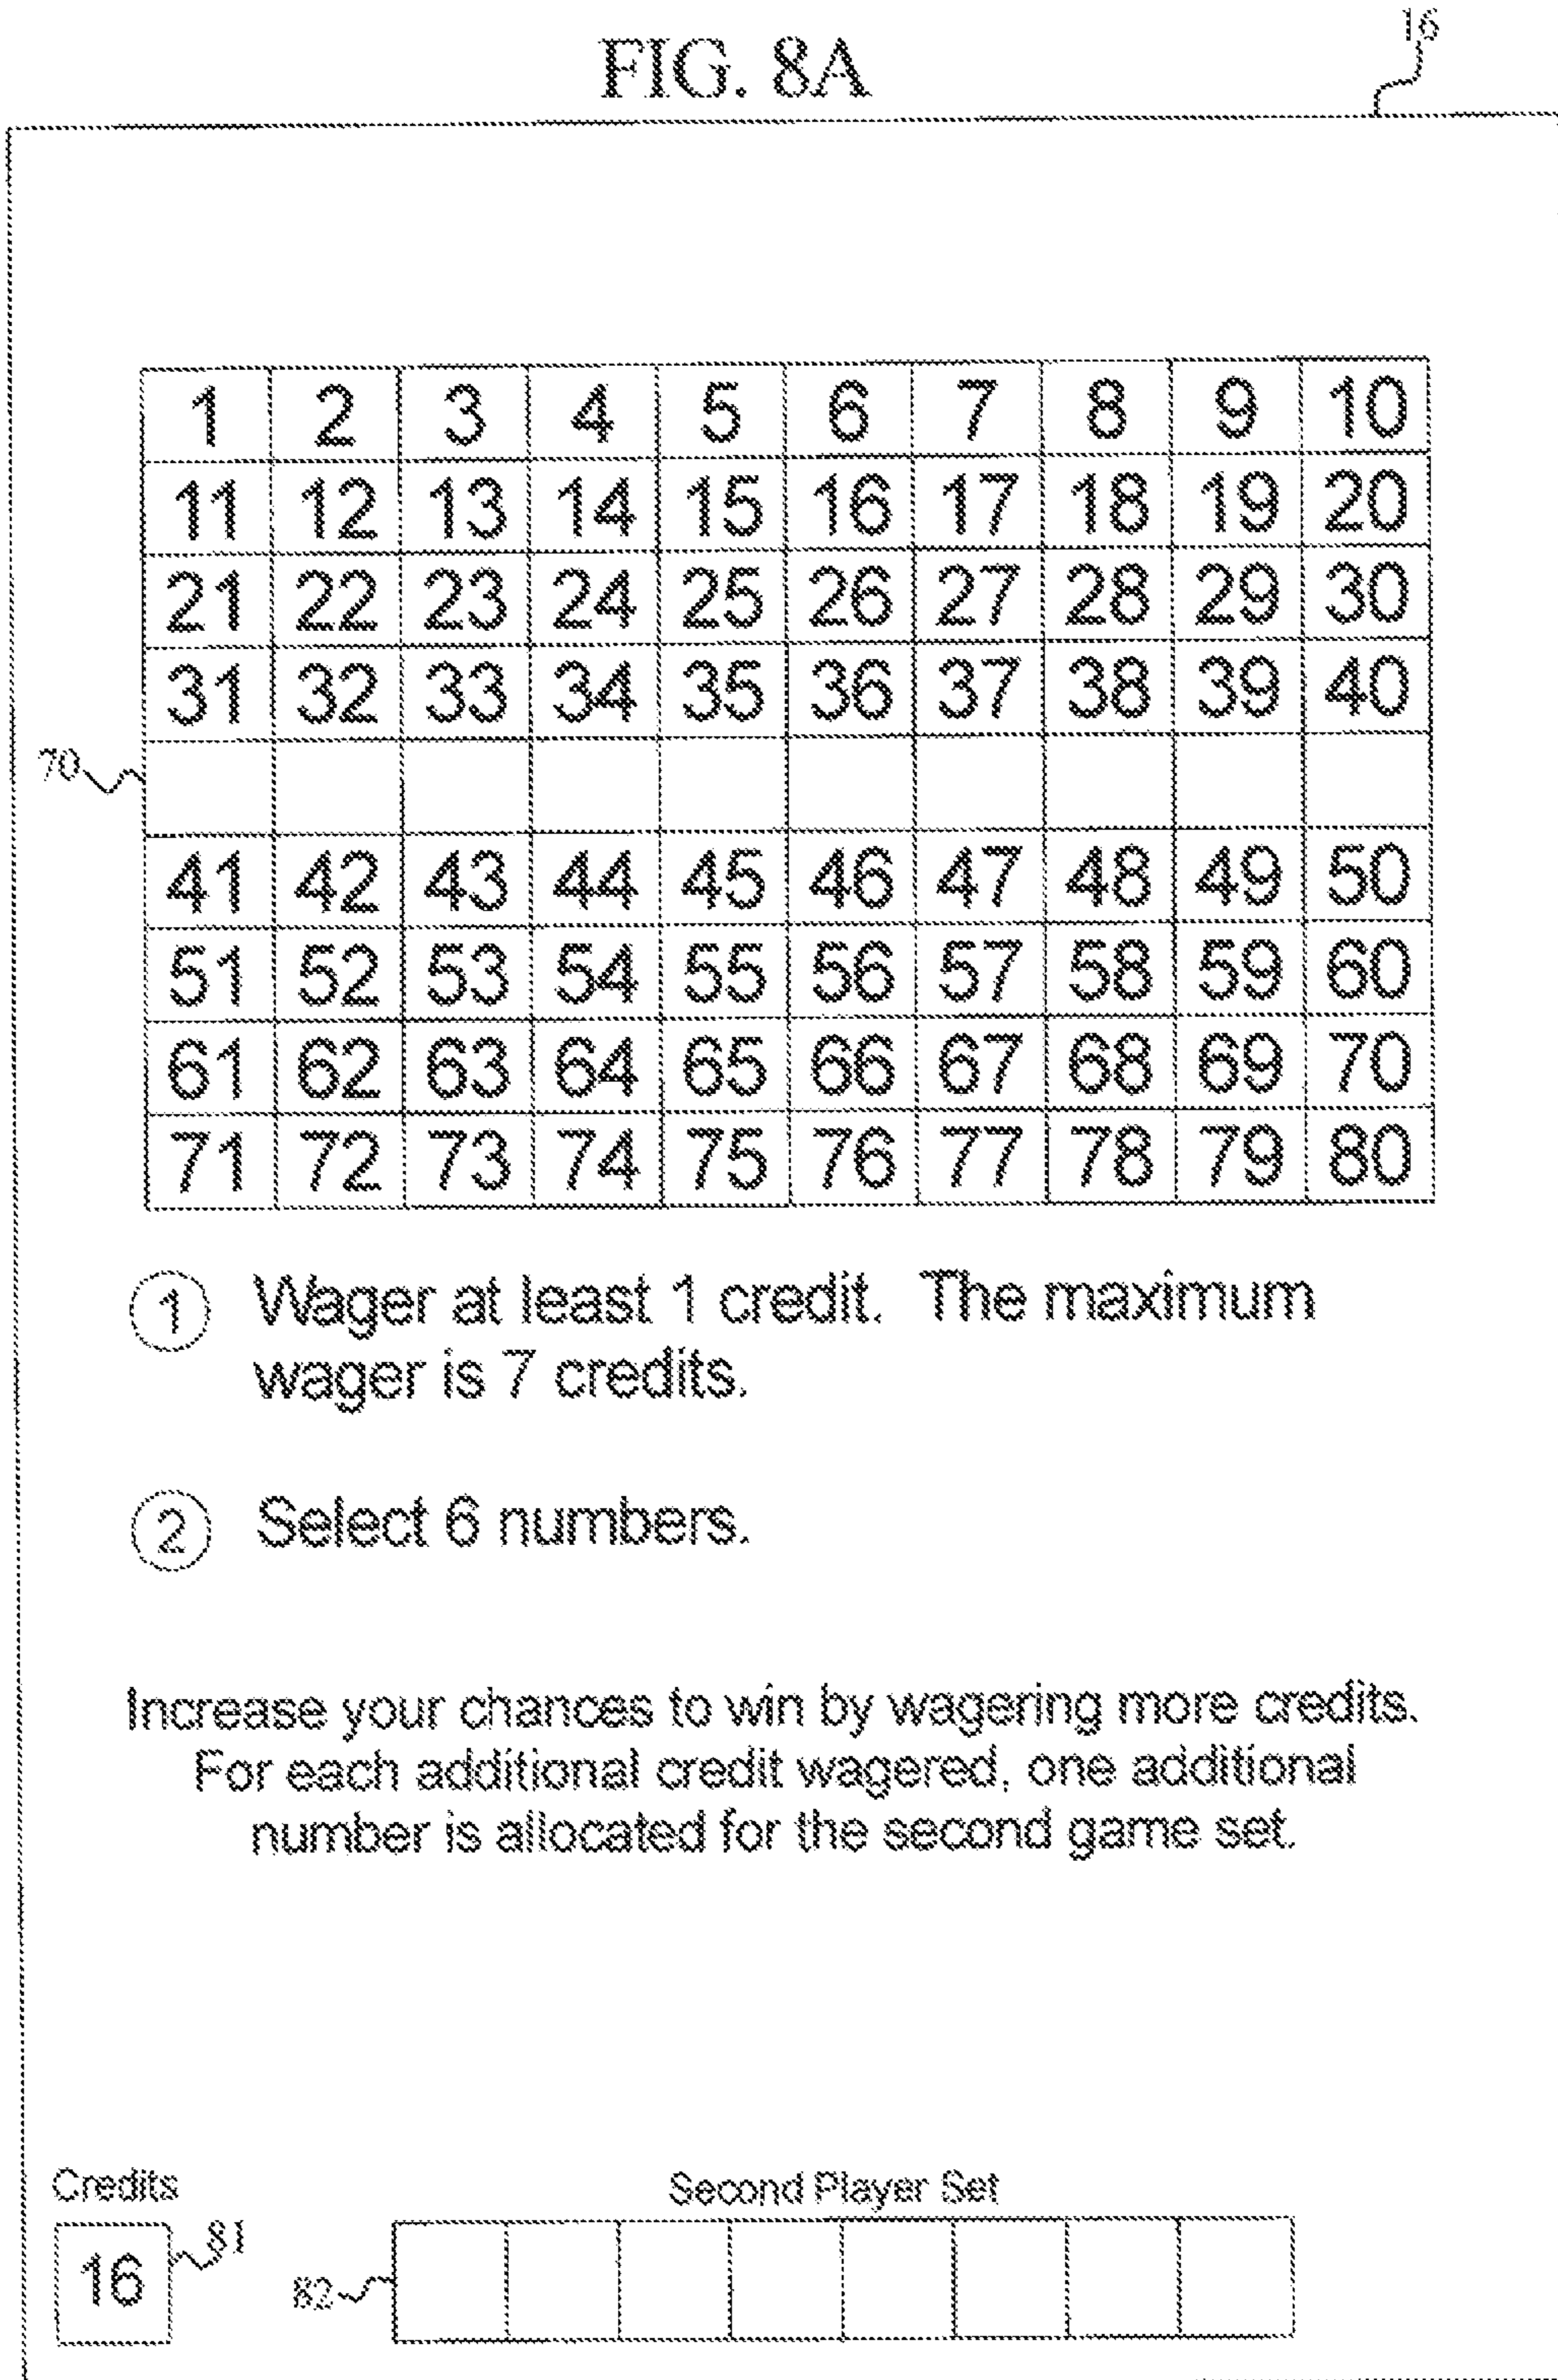 FIG. 8A
16
1 2 3 4 5 6 7 8 9 10
11 12 13 14 15 16 17 18 19 20
21 22 23 24 25 26 27 28 29 30
31 32 33 34 35 36 37 38 39 40
70
41 42 43 44 45 46 47 48 49 50
51 52 53 54 55 56 57 58 59 60
61 62 63 64 65 66 67 68 69 70
71 72 73 74 75 76 77 78 79 80
1 Wager at least 1 credit. The maximum
wager is 7 credits.
2 Select 6 numbers.
Increase your chances to win by wagering more credits.
For each additional credit wagered, one additional
number is allocated for the second game set.
Credits
Second Player Set
16
81
82